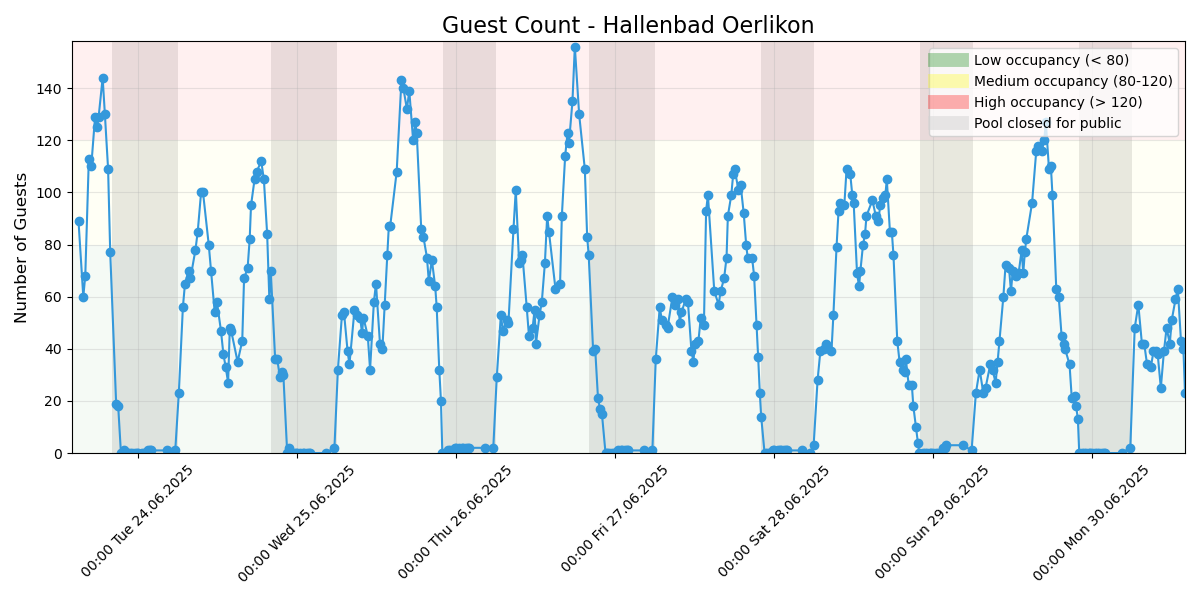 Guest Count - Hallenbad Oerlikon
Number of Guests
140
120
100
80
60
40
20
0
Low occupancy (< 80)
Medium occupancy (80-120)
High occupancy (> 120)
Pool closed for public
00:00 Tue 24.06.2025
00:00 Wed 25.06.2025
00:00 Thu 26.06.2025
00:00 Fri 27.06.2025
00:00 Sat 28.06.2025
00:00 Sun 29.06.2025
00:00 Mon 30.06.2025